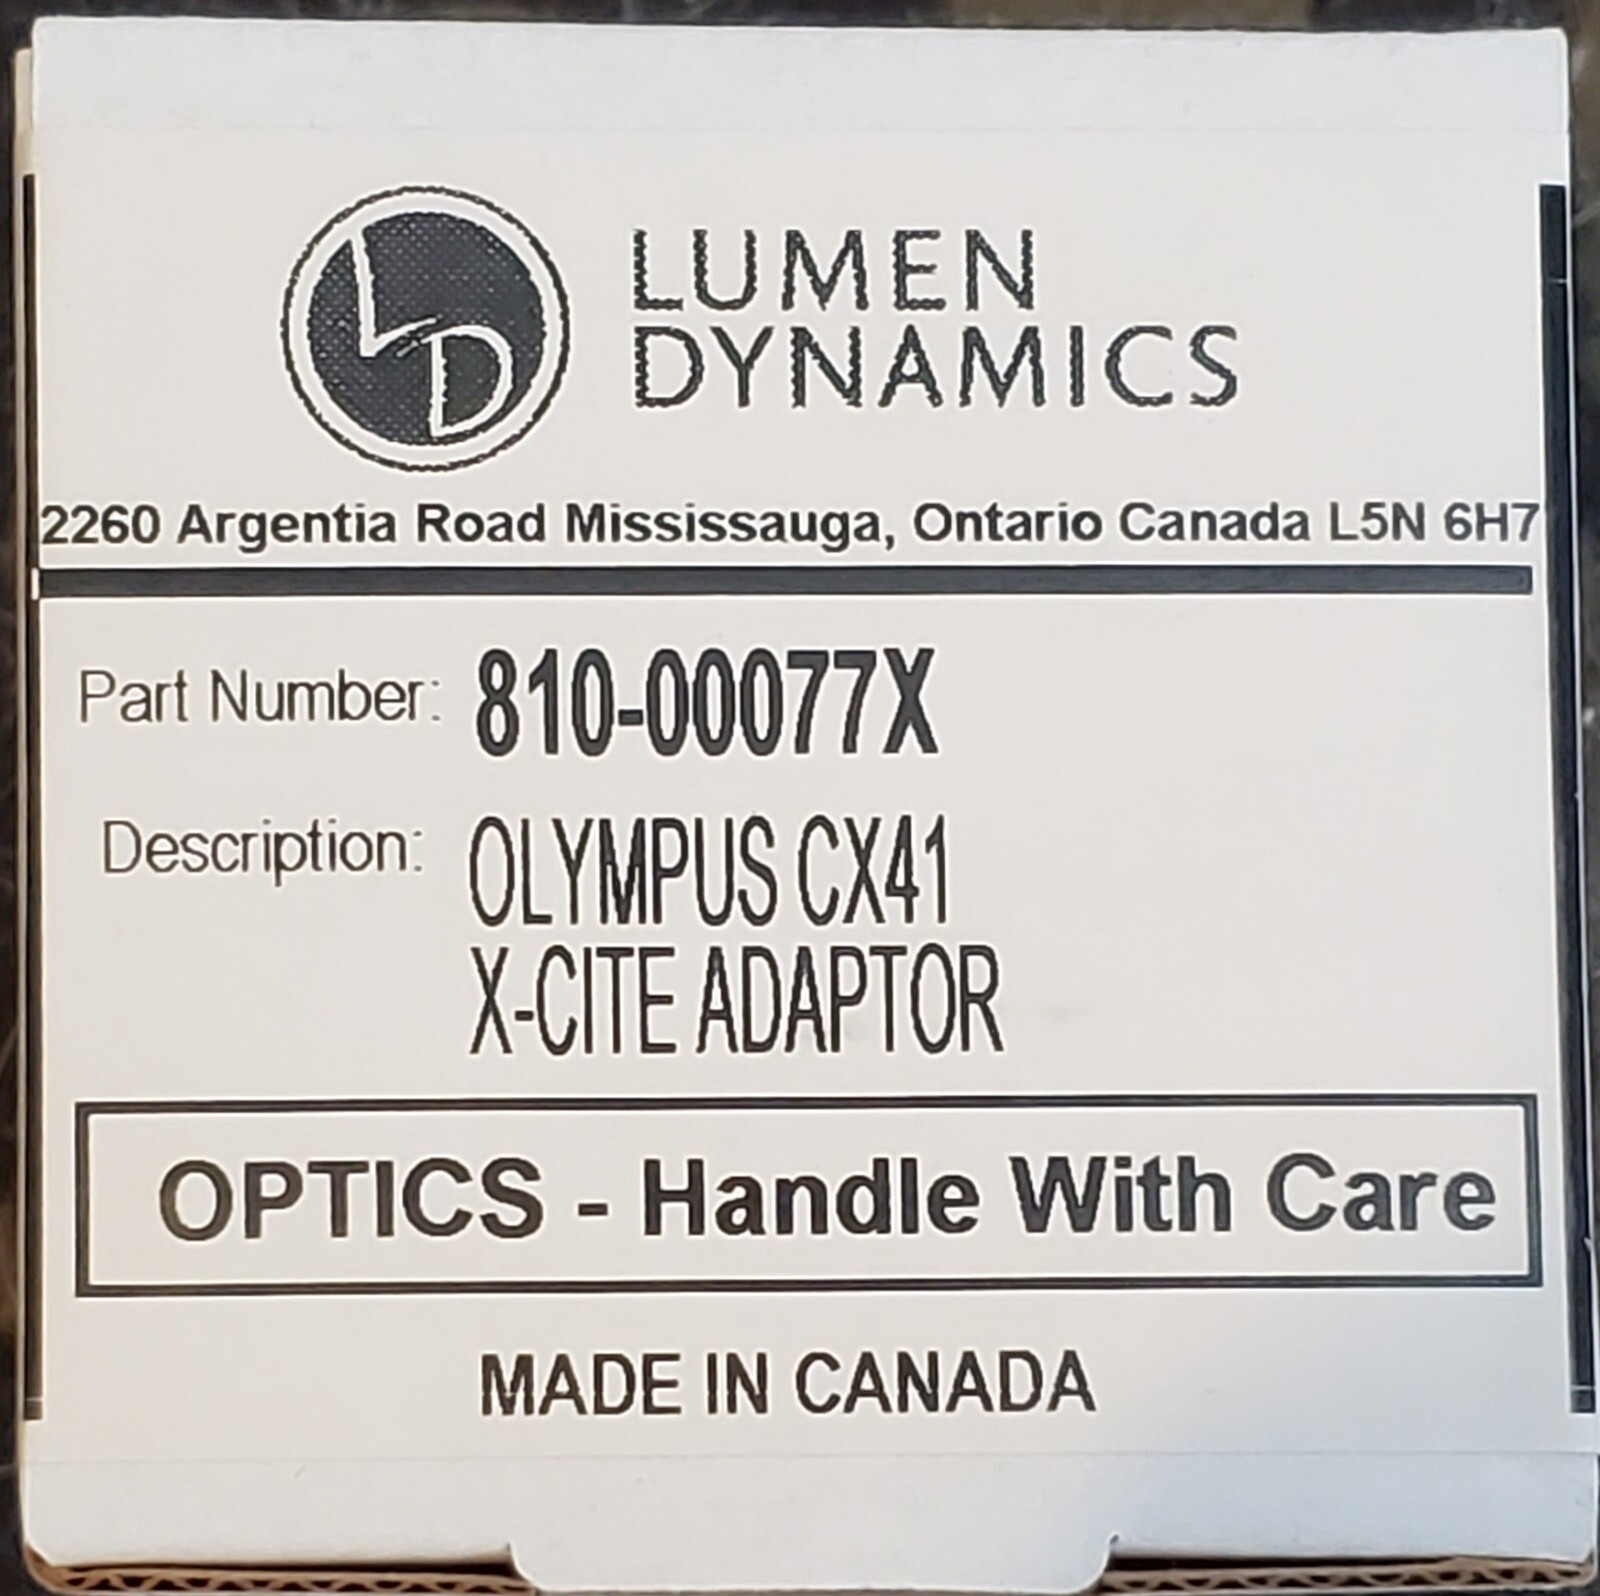 LD
LUMEN
DYNAMICS
2260 Argentia Road Mississauga, Ontario Canada L5N 6H7
Part Number: 810-00077X
Description: OLYMPUS CX41
X-CITE ADAPTOR
OPTICS - Handle With Care
MADE IN CANADA